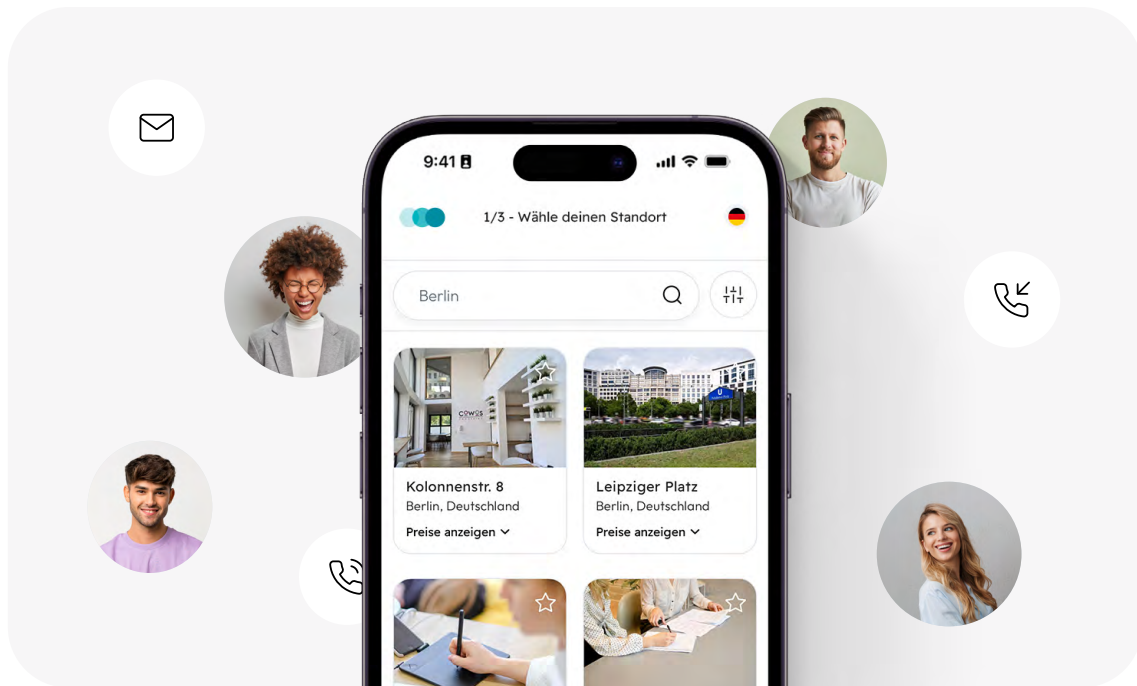 9:41
1/3 - Wähle deinen Standort
Berlin
COWOS
U
Kolonnenstr. 8
Berlin, Deutschland
Preise anzeigen
Leipziger Platz
Berlin, Deutschland
Preise anzeigen